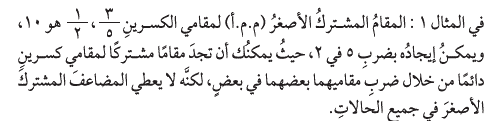 في المثال ١ : المقامُ المشتركُ الأصغرُ (م.م.أ) لمقامي الكسرينِ ٣/٥، ١/٢ هو ١٠،
ويمكنُ إيجادُه بضربِ ٥ في ٢، حيثُ يمكنُك أن تجدَ مقامًا مشتركًا لمقامي كسرينِ
دائمًا من خلال ضربِ مقاميهما بعضهما في بعضٍ، لكنَّه لا يعطي المضاعفَ المشتركَ
الأصغرَ في جميعِ الحالاتِ.